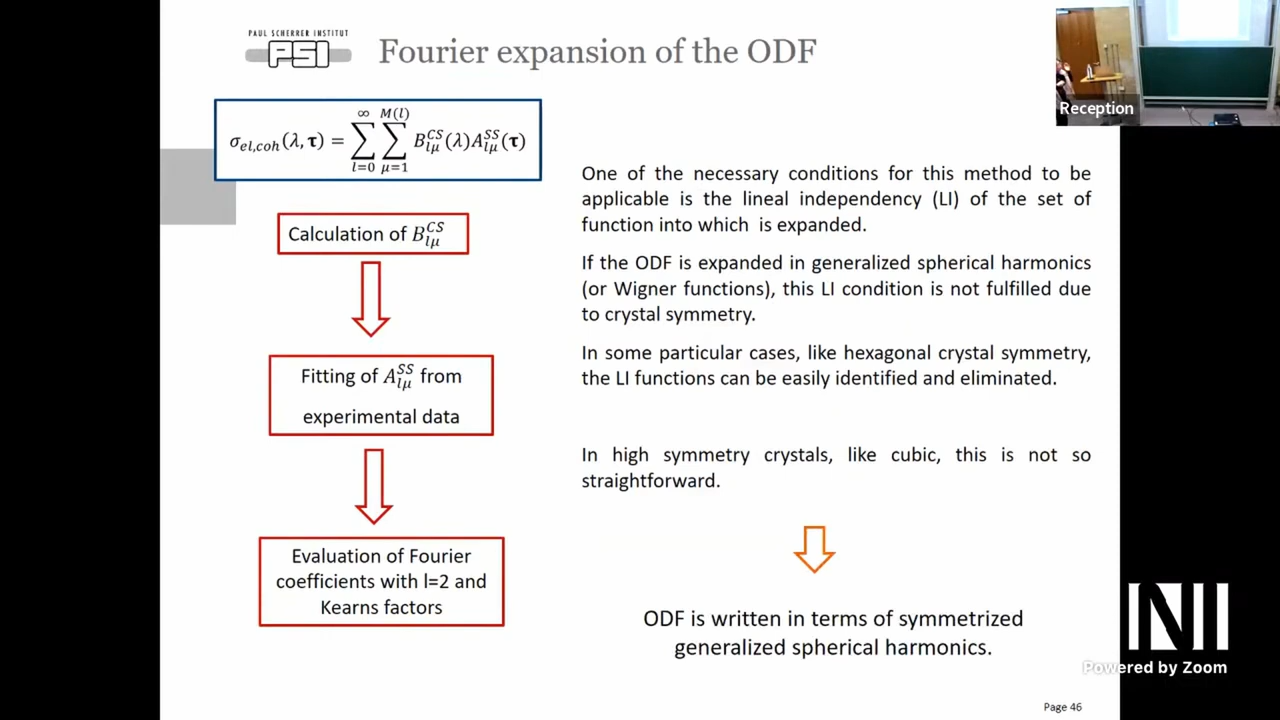 PAUL SCHERRER INSTITUT
PSI
Fourier expansion of the ODF
σ_{el,coh}(λ, τ) = ∑_{l=0}^{∞} ∑_{μ=1}^{M(l)} B_{lμ}^{CS}(λ) A_{lμ}^{SS}(τ)
Calculation of B_{lμ}^{CS}
Fitting of A_{lμ}^{SS} from
experimental data
Evaluation of Fourier
coefficients with l=2 and
Kearns factors
One of the necessary conditions for this method to be
applicable is the lineal independency (LI) of the set of
function into which is expanded.
If the ODF is expanded in generalized spherical harmonics
(or Wigner functions), this LI condition is not fulfilled due
to crystal symmetry.
In some particular cases, like hexagonal crystal symmetry,
the LI functions can be easily identified and eliminated.
In high symmetry crystals, like cubic, this is not so
straightforward.
ODF is written in terms of symmetrized
generalized spherical harmonics.
Page 46
Reception
Powered by Zoom